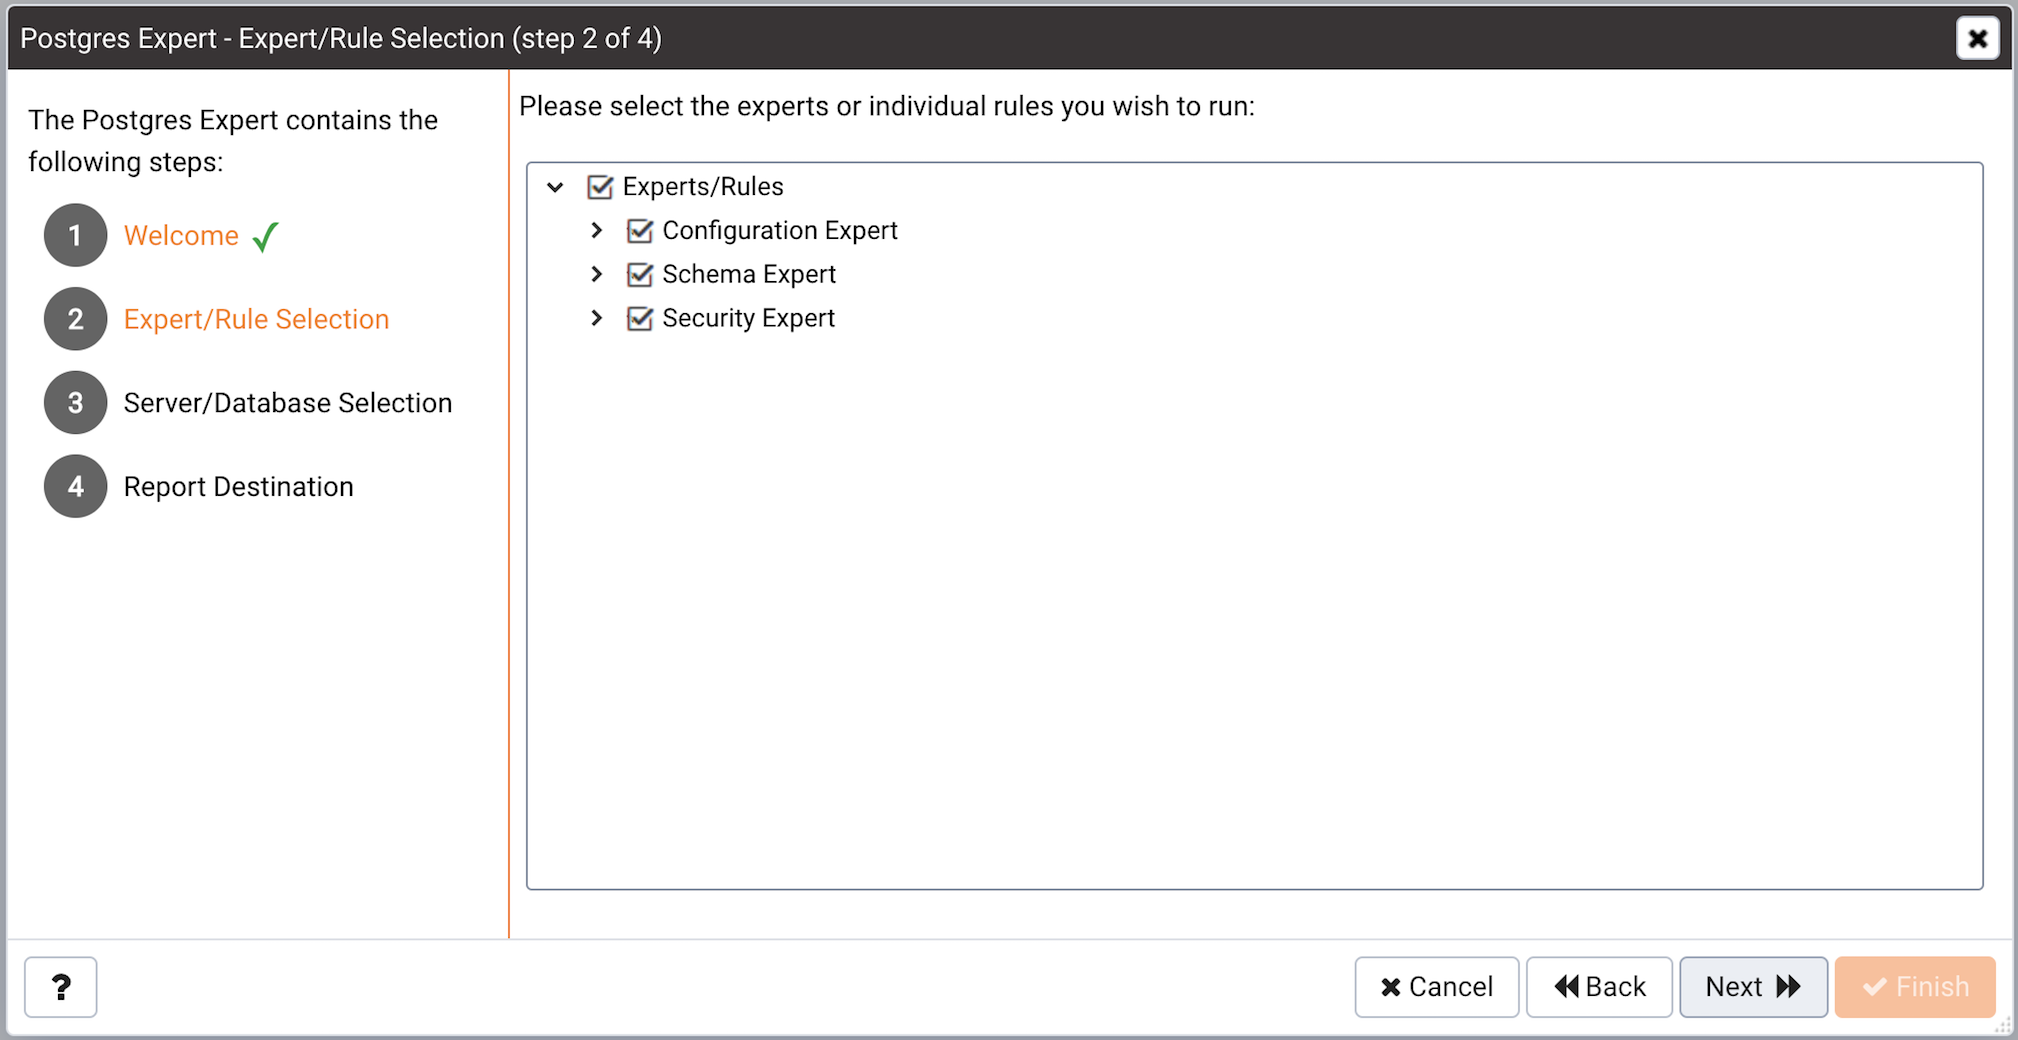 Postgres Expert - Expert/Rule Selection (step 2 of 4)
The Postgres Expert contains the
following steps:
1 Welcome
2 Expert/Rule Selection
3 Server/Database Selection
4 Report Destination
Please select the experts or individual rules you wish to run:
Experts/Rules
Configuration Expert
Schema Expert
Security Expert
?
Cancel
Back
Next
Finish